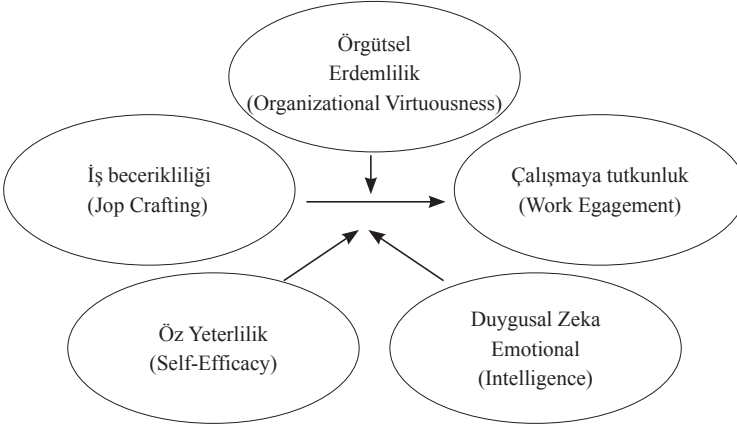 Örgütsel
Erdemlilik
(Organizational Virtuousness)
İş becerikliliği
(Jop Crafting)
Çalışmaya tutkunluk
(Work Egagement)
Öz Yeterlilik
(Self-Efficacy)
Duygusal Zeka
Emotional
(Intelligence)